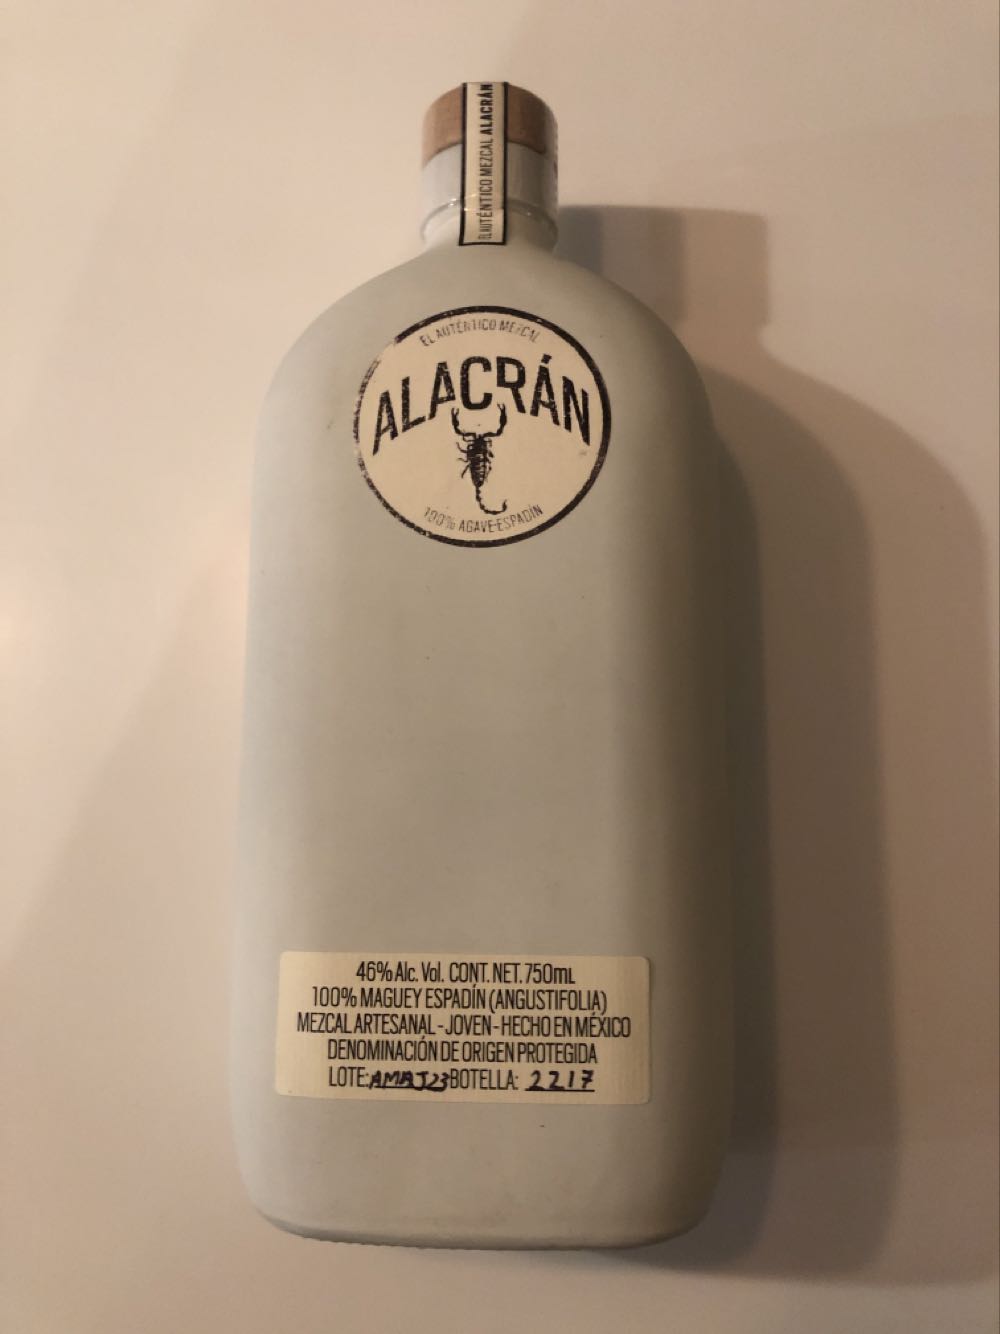 EL AUTÉNTICO MEZCAL ALACRÁN
EL AUTÉNTICO MEZCAL
ALACRÁN
100% AGAVE-ESPADÍN
46% Alc. Vol. CONT. NET. 750mL
100% MAGUEY ESPADÍN (ANGUSTIFOLIA)
MEZCAL ARTESANAL - JOVEN - HECHO EN MÉXICO
DENOMINACIÓN DE ORIGEN PROTEGIDA
LOTE: AMAJ23 BOTELLA: 2217